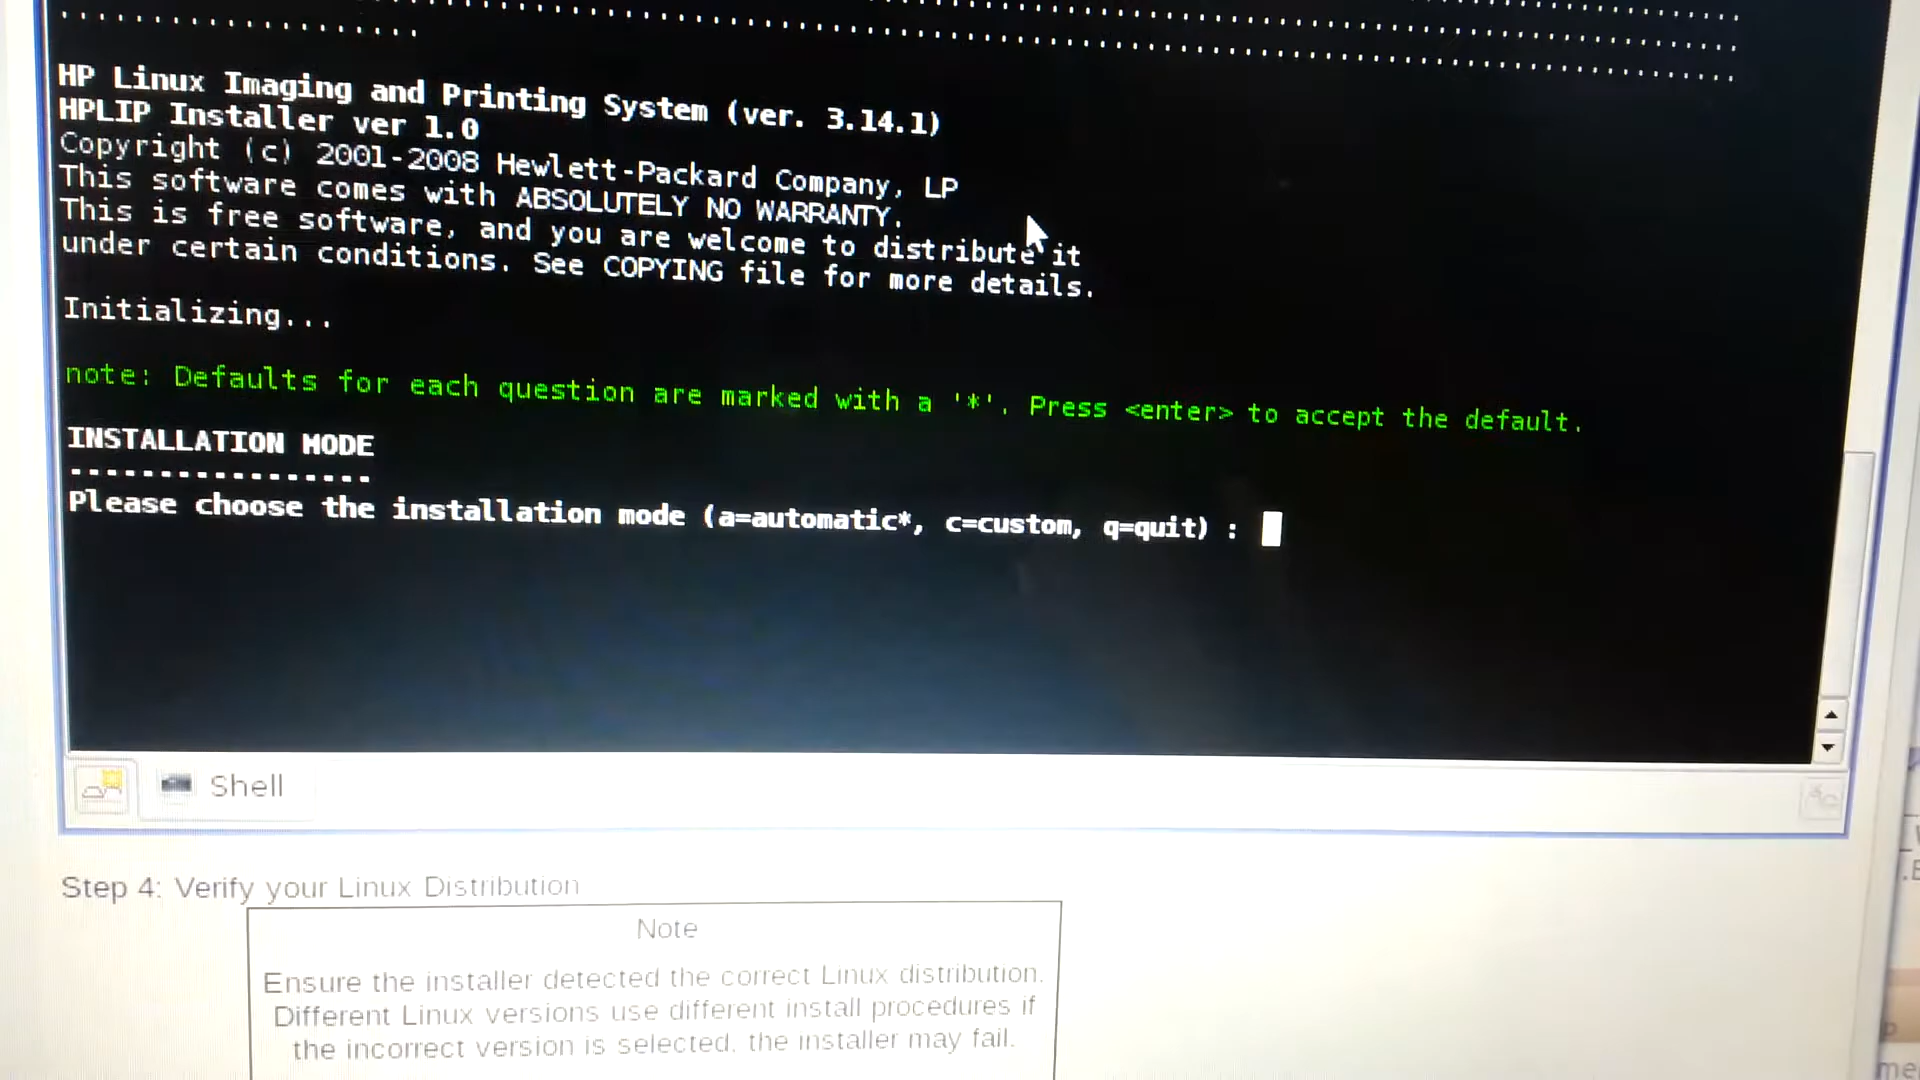 HP Linux Imaging and Printing System (ver. 3.14.1)
HPLIP Installer ver 1.0
Copyright (c) 2001-2008 Hewlett-Packard Company, LP
This software comes with ABSOLUTELY NO WARRANTY.
This is free software, and you are welcome to distribute it
under certain conditions. See COPYING file for more details.
Initializing...
note: Defaults for each question are marked with a '*'. Press <enter> to accept the default.
INSTALLATION MODE
-----------------
Please choose the installation mode (a=automatic*, c=custom, q=quit) :
Shell
Step 4: Verify your Linux Distribution
Note
Ensure the installer detected the correct Linux distribution.
Different Linux versions use different install procedures if
the incorrect version is selected, the installer may fail.